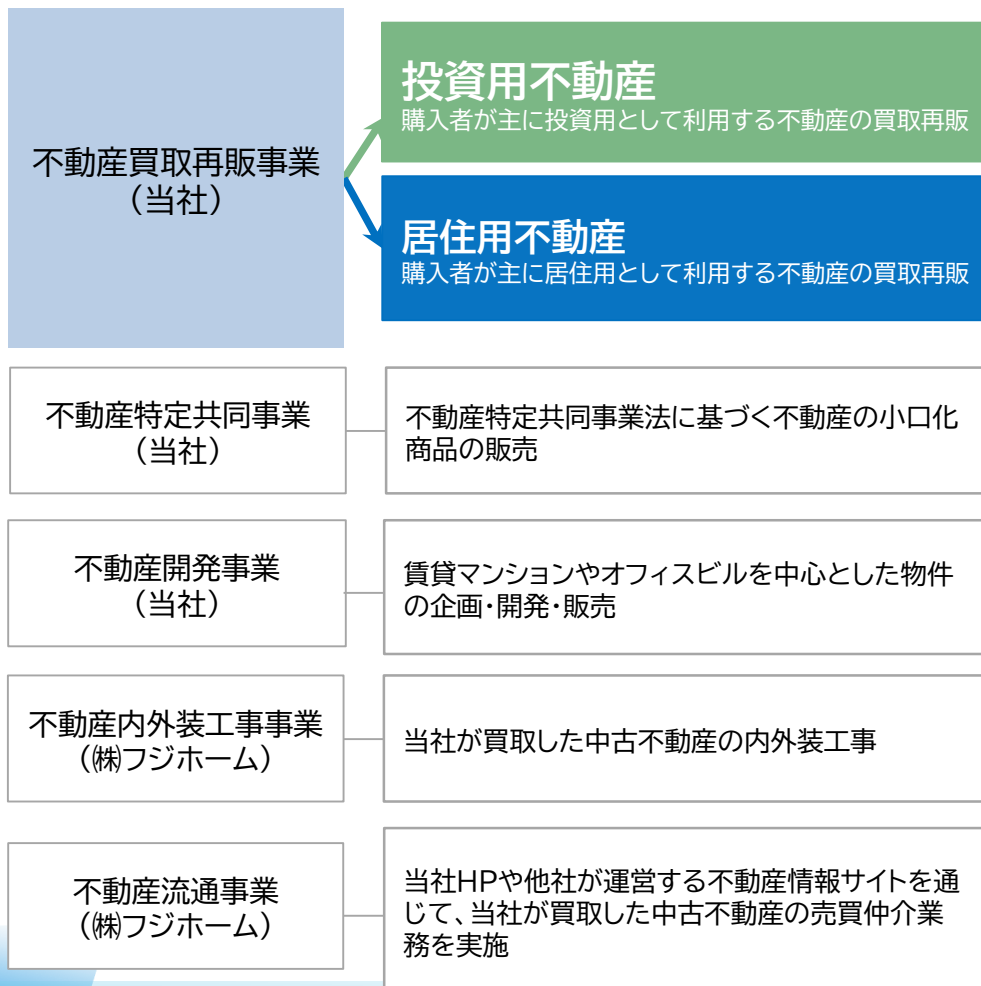 不動産買取再販事業
（当社）
投資用不動産
購入者が主に投資用として利用する不動産の買取再販
居住用不動産
購入者が主に居住用として利用する不動産の買取再販
不動産特定共同事業
（当社）
不動産特定共同事業法に基づく不動産の小口化
商品の販売
不動産開発事業
（当社）
賃貸マンションやオフィスビルを中心とした物件
の企画・開発・販売
不動産内外装工事事業
（㈱フジホーム）
当社が買取した中古不動産の内外装工事
不動産流通事業
（㈱フジホーム）
当社HPや他社が運営する不動産情報サイトを通
じて、当社が買取した中古不動産の売買仲介業
務を実施